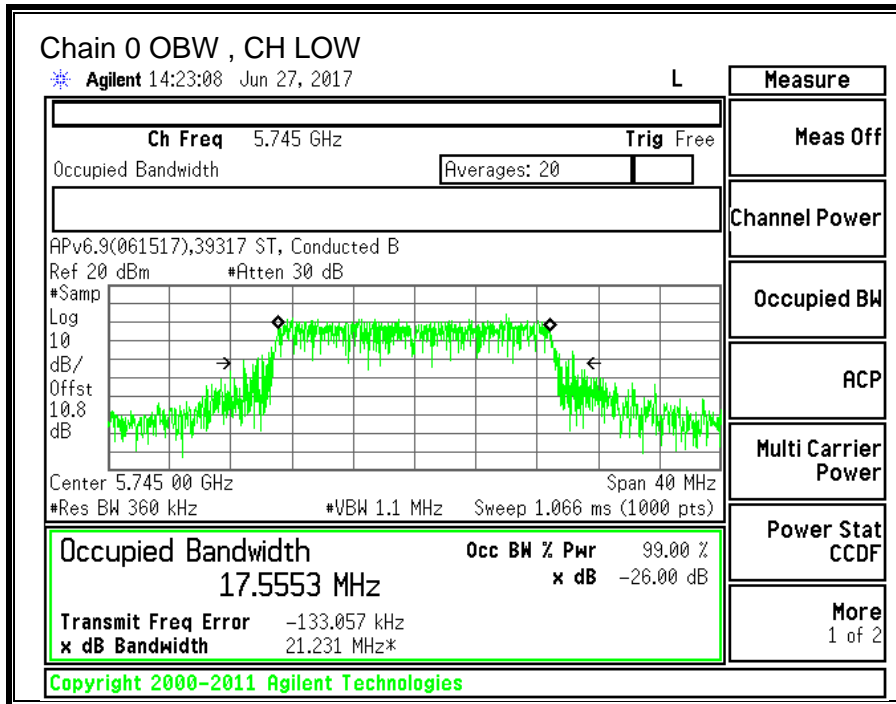 Chain 0 OBW , CH LOW
Agilent 14:23:08 Jun 27, 2017 L
Measure
Ch Freq 5.745 GHz Trig Free
Meas Off
Occupied Bandwidth Averages: 20
Channel Power
APv6.9(061517),39317 ST, Conducted B
Ref 20 dBm #Atten 30 dB
#Samp
Log
10
dB/
Offst
10.8
dB
Occupied BW
ACP
Center 5.745 00 GHz Span 40 MHz
#Res BW 360 kHz #VBW 1.1 MHz Sweep 1.066 ms (1000 pts)
Multi Carrier
Power
Occupied Bandwidth Occ BW % Pwr 99.00 %
17.5553 MHz x dB -26.00 dB
Power Stat
CCDF
Transmit Freq Error -133.057 kHz
x dB Bandwidth 21.231 MHz*
More
1 of 2
Copyright 2000-2011 Agilent Technologies